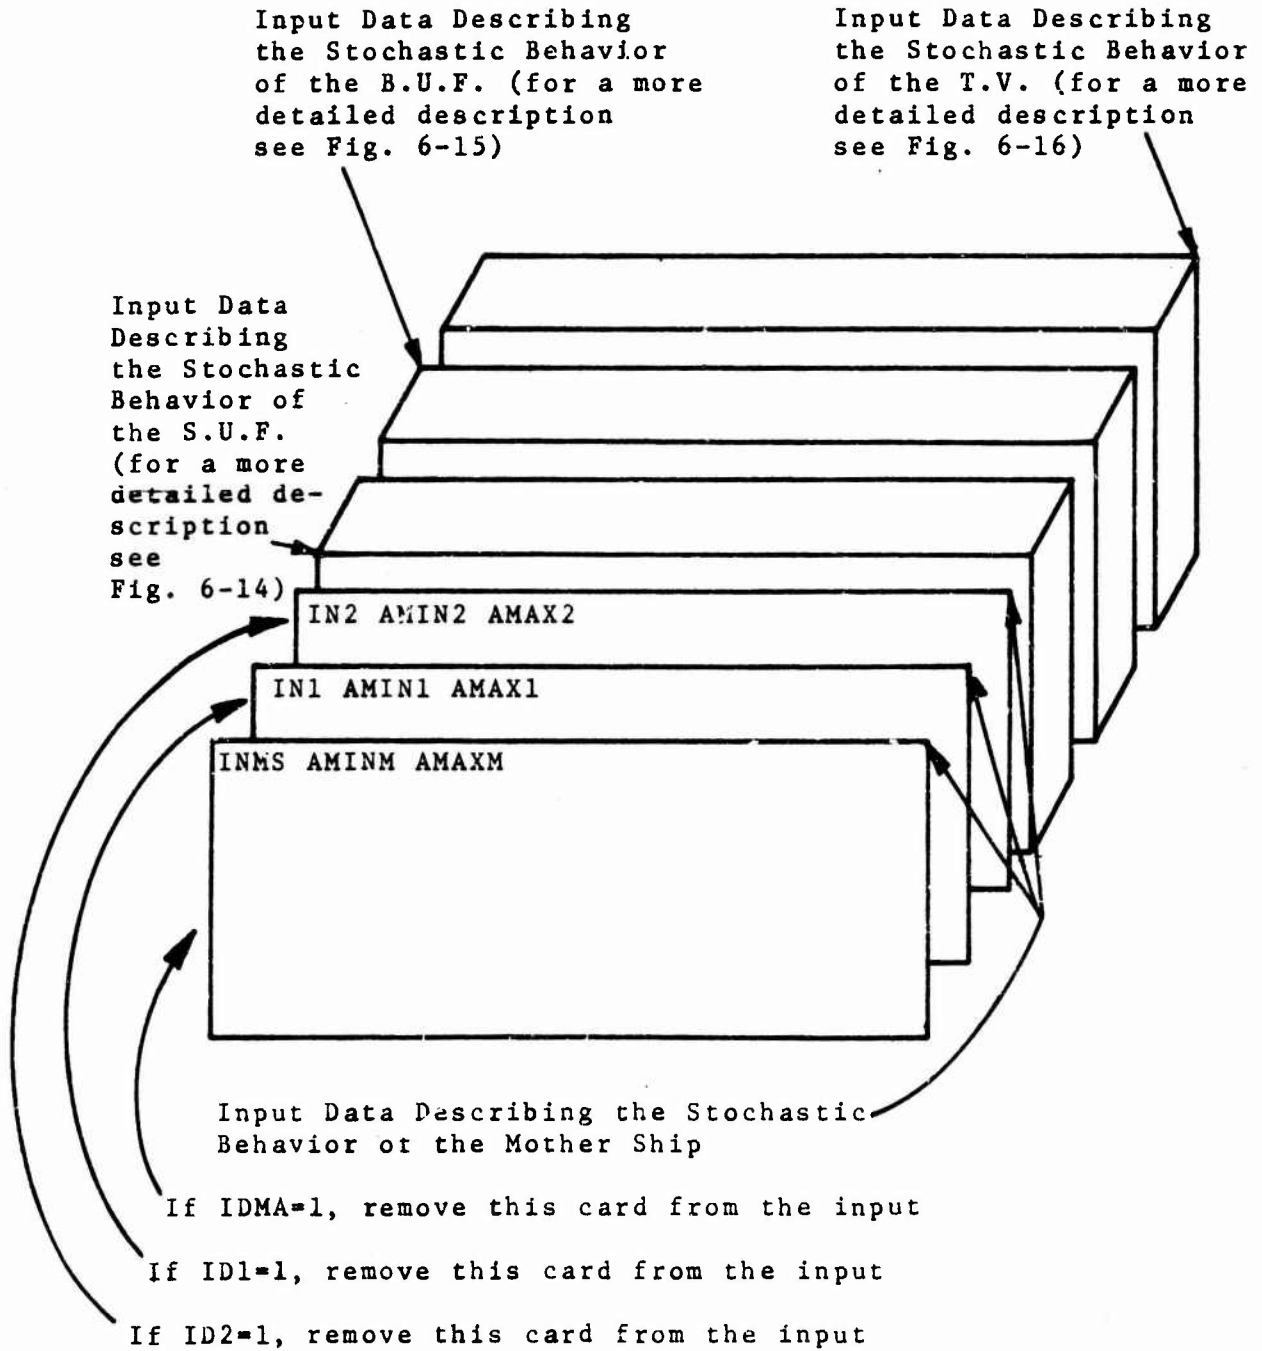 Input Data Describing
the Stochastic Behavior
of the B.U.F. (for a more
detailed description
see Fig. 6-15)
Input Data Describing
the Stochastic Behavior
of the T.V. (for a more
detailed description
see Fig. 6-16)
Input Data
Describing
the Stochastic
Behavior of
the S.U.F.
(for a more
detailed de-
scription
see
Fig. 6-14)
IN2 AMIN2 AMAX2
IN1 AMIN1 AMAX1
INMS AMINM AMAXM
Input Data Describing the Stochastic
Behavior of the Mother Ship
If IDMA=1, remove this card from the input
If ID1=1, remove this card from the input
If ID2=1, remove this card from the input